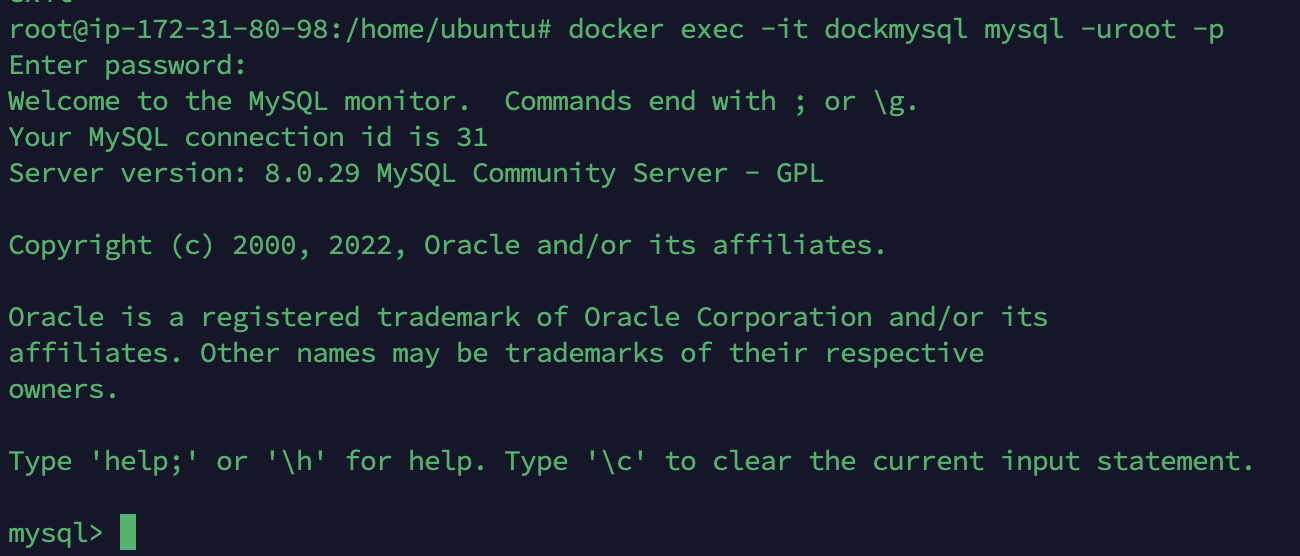 root@ip-172-31-80-98:/home/ubuntu# docker exec -it dockmysql mysql -uroot -p
Enter password:
Welcome to the MySQL monitor.  Commands end with ; or \g.
Your MySQL connection id is 31
Server version: 8.0.29 MySQL Community Server - GPL

Copyright (c) 2000, 2022, Oracle and/or its affiliates.

Oracle is a registered trademark of Oracle Corporation and/or its
affiliates. Other names may be trademarks of their respective
owners.

Type 'help;' or '\h' for help. Type '\c' to clear the current input statement.

mysql>